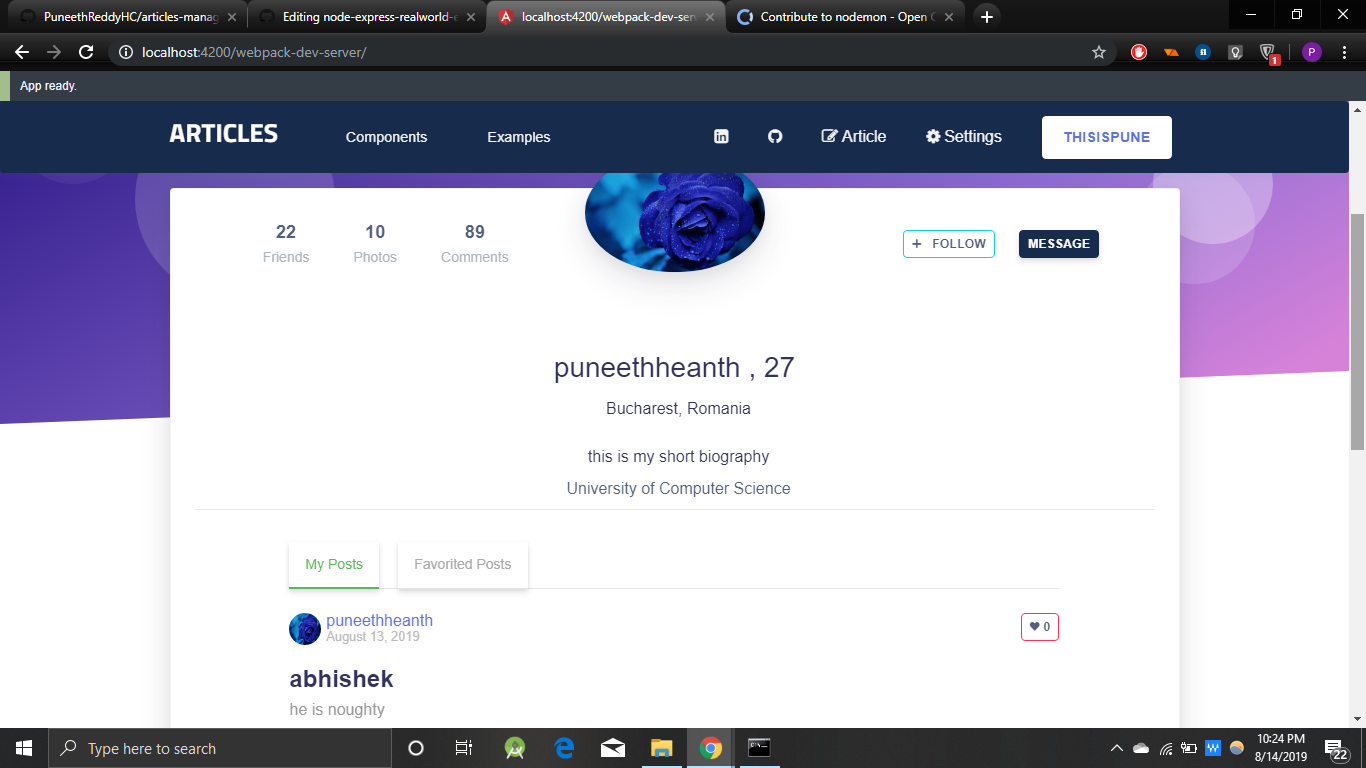 PuneethReddyHC/articles-manag
Editing node-express-realworld-e
localhost:4200/webpack-dev-serv
Contribute to nodemon - Open C
localhost:4200/webpack-dev-server/
1
P
App ready.
ARTICLES
Components
Examples
Article
Settings
THISISPUNE
22
Friends
10
Photos
89
Comments
+ FOLLOW
MESSAGE
puneethheanth , 27
Bucharest, Romania
this is my short biography
University of Computer Science
My Posts
Favorited Posts
puneethheanth
August 13, 2019
0
abhishek
he is noughty
Type here to search
W
10:24 PM
8/14/2019
22